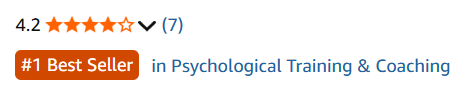 4.2 (7)
#1 Best Seller in Psychological Training & Coaching